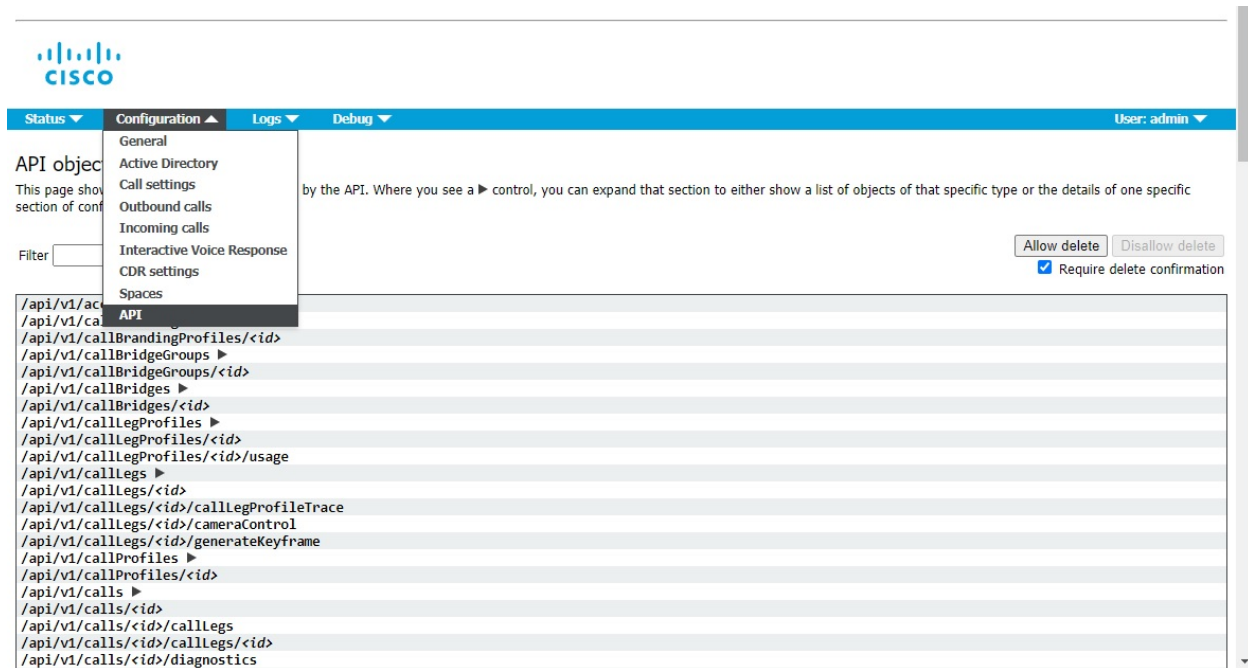 CISCO
Status Configuration Logs Debug User: admin
General
Active Directory
Call settings
Outbound calls
Incoming calls
Interactive Voice Response
CDR settings
Spaces
API
API objec
This page shov by the API. Where you see a ▶ control, you can expand that section to either show a list of objects of that specific type or the details of one specific
section of conf
Filter
Allow delete Disallow delete
Require delete confirmation
/api/v1/ac
/api/v1/ca
/api/v1/callBrandingProfiles/<id>
/api/v1/callBridgeGroups ▶
/api/v1/callBridgeGroups/<id>
/api/v1/callBridges ▶
/api/v1/callBridges/<id>
/api/v1/callLegProfiles ▶
/api/v1/callLegProfiles/<id>
/api/v1/callLegProfiles/<id>/usage
/api/v1/callLegs ▶
/api/v1/callLegs/<id>
/api/v1/callLegs/<id>/callLegProfileTrace
/api/v1/callLegs/<id>/cameraControl
/api/v1/callLegs/<id>/generateKeyframe
/api/v1/callProfiles ▶
/api/v1/callProfiles/<id>
/api/v1/calls ▶
/api/v1/calls/<id>
/api/v1/calls/<id>/callLegs
/api/v1/calls/<id>/callLegs/<id>
/api/v1/calls/<id>/diagnostics